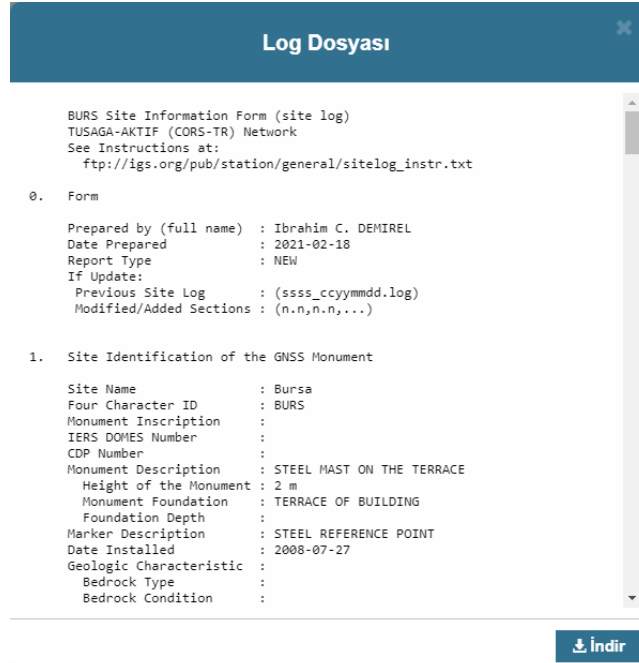 Log Dosyası
BURS Site Information Form (site log)
TUSAGA-AKTIF (CORS-TR) Network
See Instructions at:
ftp://igs.org/pub/station/general/sitelog_instr.txt
0. Form
Prepared by (full name) : Ibrahim C. DEMIREL
Date Prepared : 2021-02-18
Report Type : NEW
If Update:
Previous Site Log : (ssss_ccyymmdd.log)
Modified/Added Sections : (n.n,n.n,...)
1. Site Identification of the GNSS Monument
Site Name : Bursa
Four Character ID : BURS
Monument Inscription :
IERS DOMES Number :
CDP Number :
Monument Description : STEEL MAST ON THE TERRACE
Height of the Monument : 2 m
Monument Foundation : TERRACE OF BUILDING
Foundation Depth :
Marker Description : STEEL REFERENCE POINT
Date Installed : 2008-07-27
Geologic Characteristic :
Bedrock Type :
Bedrock Condition :
İndir